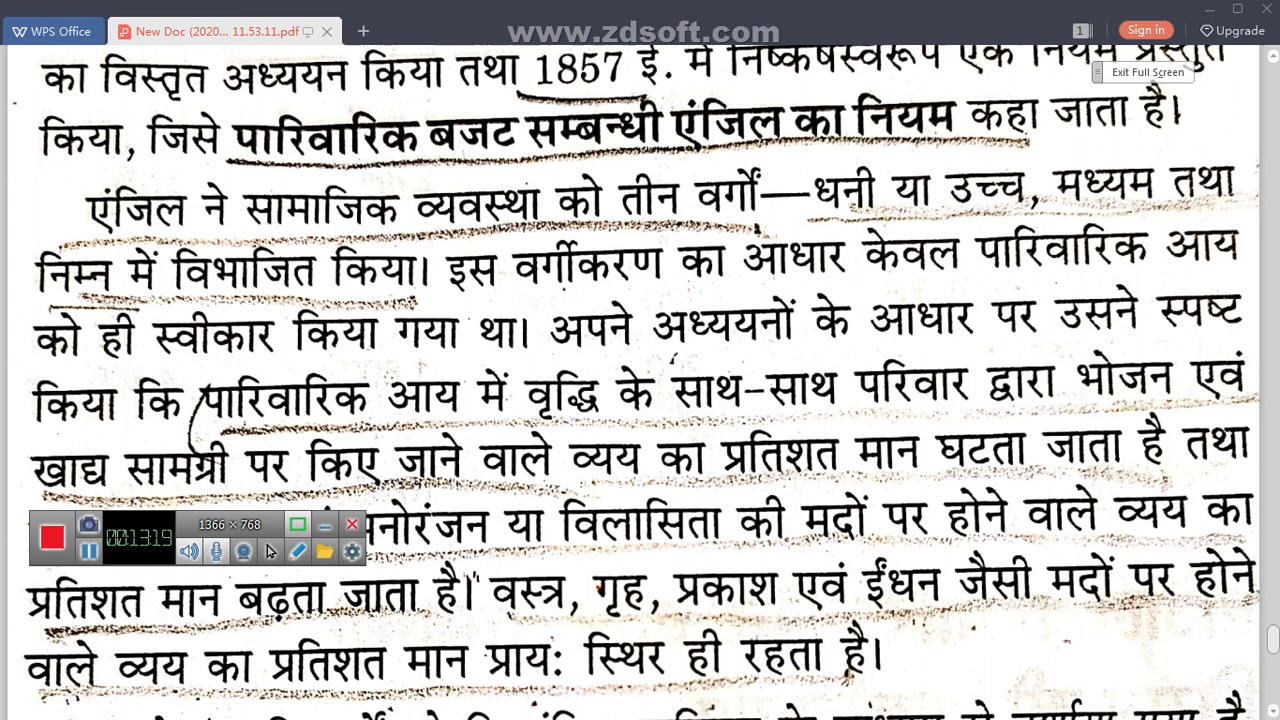 WPS Office
New Doc (2020... 11.53.11.pdf
www.zdsoft.com
1
Sign in
Upgrade
Exit Full Screen
का विस्तृत अध्ययन किया तथा 1857 ई. में निष्कर्षस्वरूप एक नियम प्रस्तुत
किया, जिसे पारिवारिक बजट सम्बन्धी एंजिल का नियम कहा जाता है।
एंजिल ने सामाजिक व्यवस्था को तीन वर्गों—धनी या उच्च, मध्यम तथा
निम्न में विभाजित किया। इस वर्गीकरण का आधार केवल पारिवारिक आय
को ही स्वीकार किया गया था। अपने अध्ययनों के आधार पर उसने स्पष्ट
किया कि पारिवारिक आय में वृद्धि के साथ-साथ परिवार द्वारा भोजन एवं
खाद्य सामग्री पर किए जाने वाले व्यय का प्रतिशत मान घटता जाता है तथा
या विलासिता की मदों पर होने वाले व्यय का
1366 × 768
00:13:19
प्रतिशत मान बढ़ता जाता है। वस्त्र, गृह, प्रकाश एवं ईंधन जैसी मदों पर होने
वाले व्यय का प्रतिशत मान प्राय: स्थिर ही रहता है।